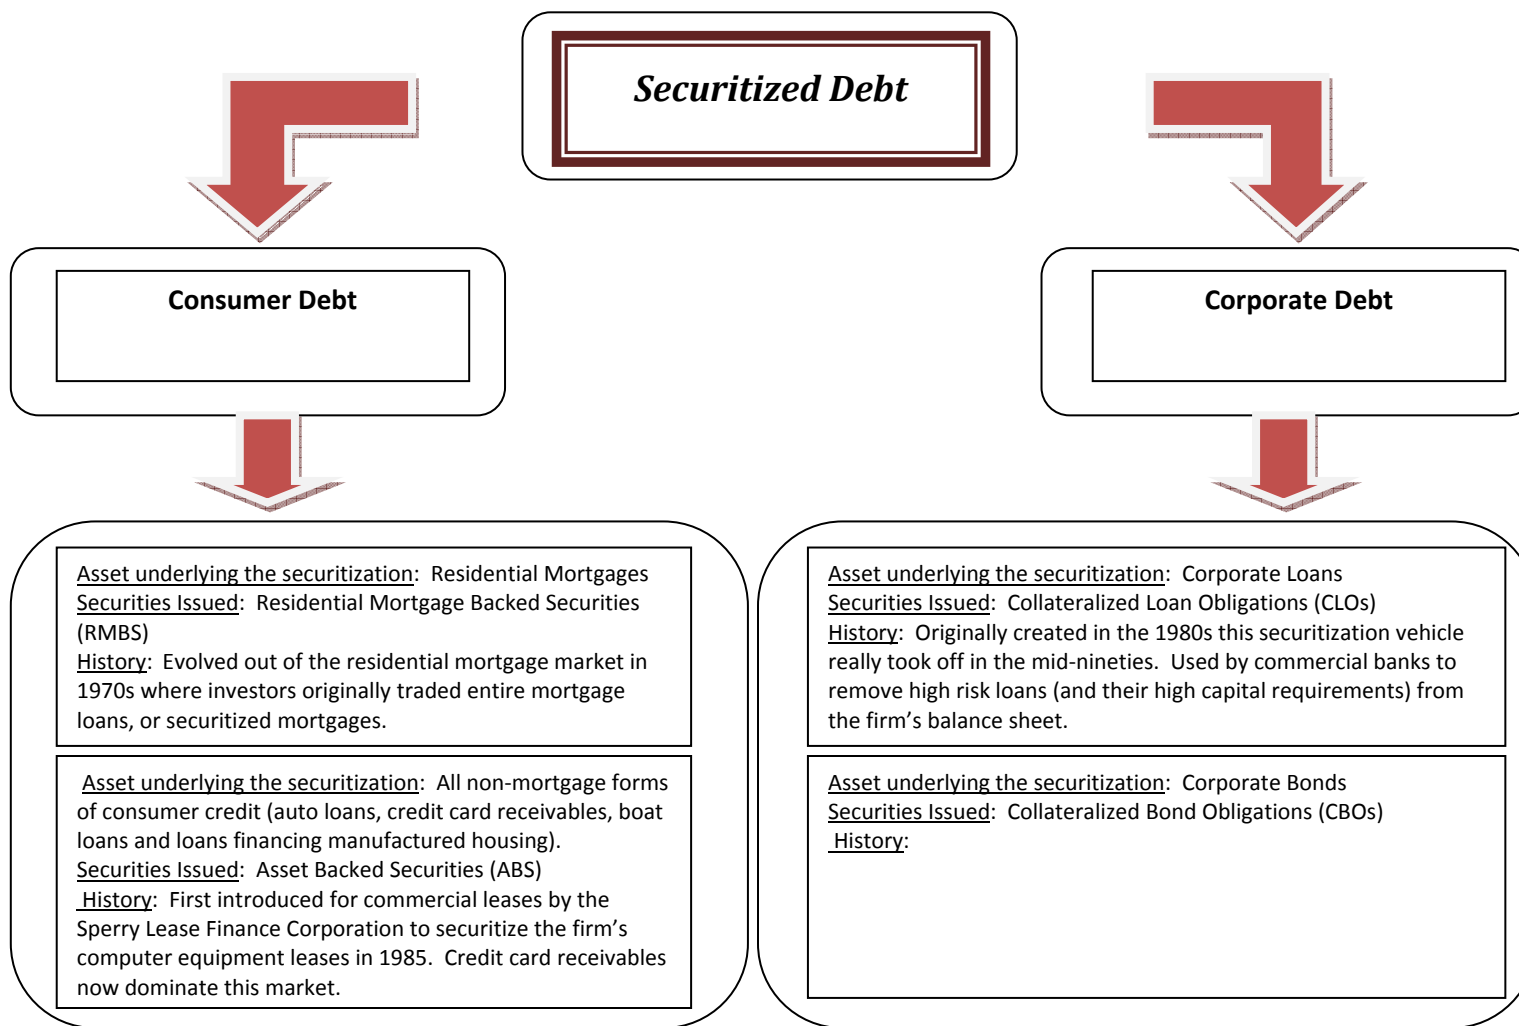 Securitized Debt
Consumer Debt
Corporate Debt
Asset underlying the securitization:  Residential Mortgages
Securities Issued:  Residential Mortgage Backed Securities
(RMBS)
History:  Evolved out of the residential mortgage market in
1970s where investors originally traded entire mortgage
loans, or securitized mortgages.
Asset underlying the securitization:  All non-mortgage forms
of consumer credit (auto loans, credit card receivables, boat
loans and loans financing manufactured housing).
Securities Issued:  Asset Backed Securities (ABS)
History:  First introduced for commercial leases by the
Sperry Lease Finance Corporation to securitize the firm’s
computer equipment leases in 1985.  Credit card receivables
now dominate this market.
Asset underlying the securitization:  Corporate Loans
Securities Issued:  Collateralized Loan Obligations (CLOs)
History:  Originally created in the 1980s this securitization vehicle
really took off in the mid-nineties.  Used by commercial banks to
remove high risk loans (and their high capital requirements) from
the firm’s balance sheet.
Asset underlying the securitization:  Corporate Bonds
Securities Issued:  Collateralized Bond Obligations (CBOs)
History: